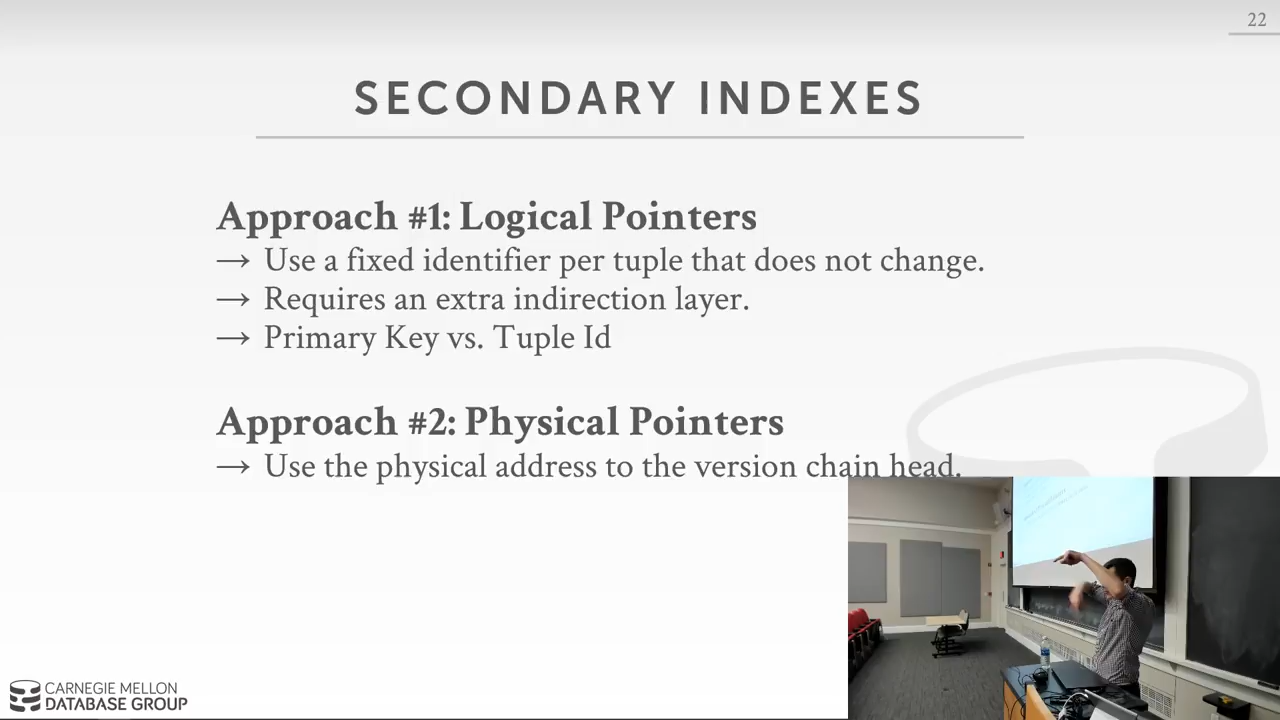 22
SECONDARY INDEXES
Approach #1: Logical Pointers
→ Use a fixed identifier per tuple that does not change.
→ Requires an extra indirection layer.
→ Primary Key vs. Tuple Id
Approach #2: Physical Pointers
→ Use the physical address to the version chain head.
CARNEGIE MELLON
DATABASE GROUP